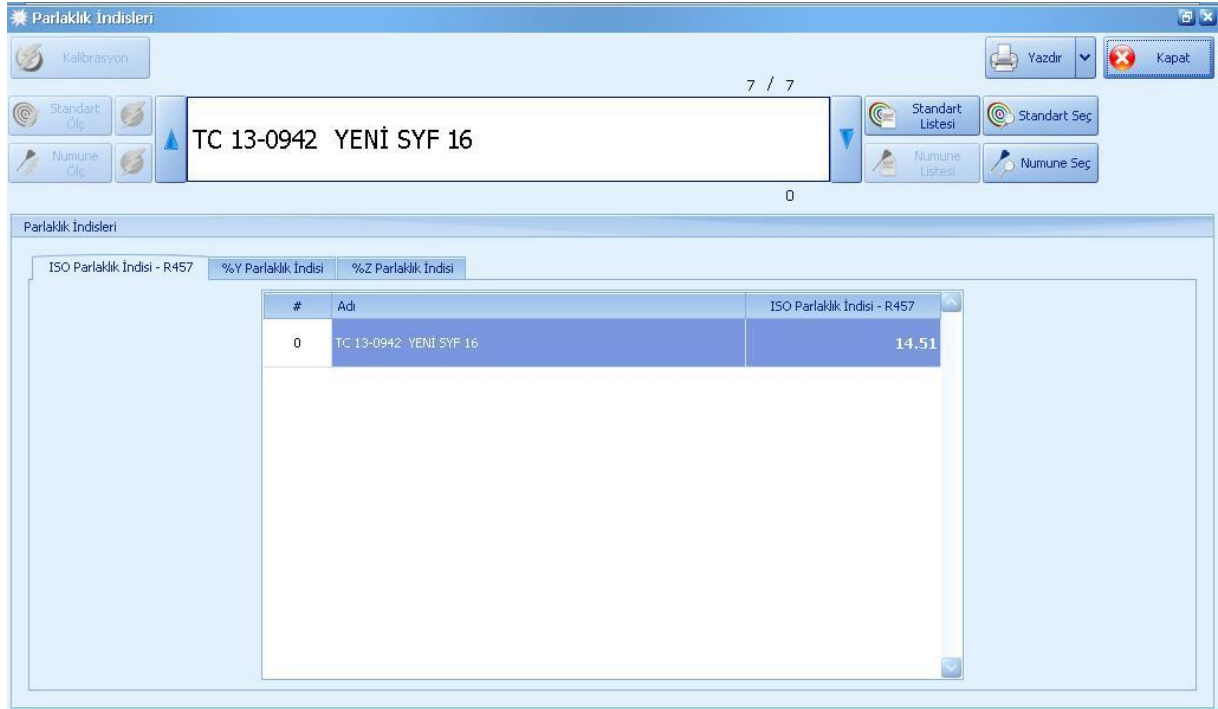 Parlaklık İndisleri
Kalibrasyon
Yazdır
Kapat
7 / 7
Standart Ölç
TC 13-0942 YENİ SYF 16
Standart Listesi
Standart Seç
Numune Ölç
Numune Listesi
Numune Seç
0
Parlaklık İndisleri
ISO Parlaklık İndisi - R457
%Y Parlaklık İndisi
%Z Parlaklık İndisi
# Adı ISO Parlaklık İndisi - R457
0 TC 13-0942 YENİ SYF 16 14.51